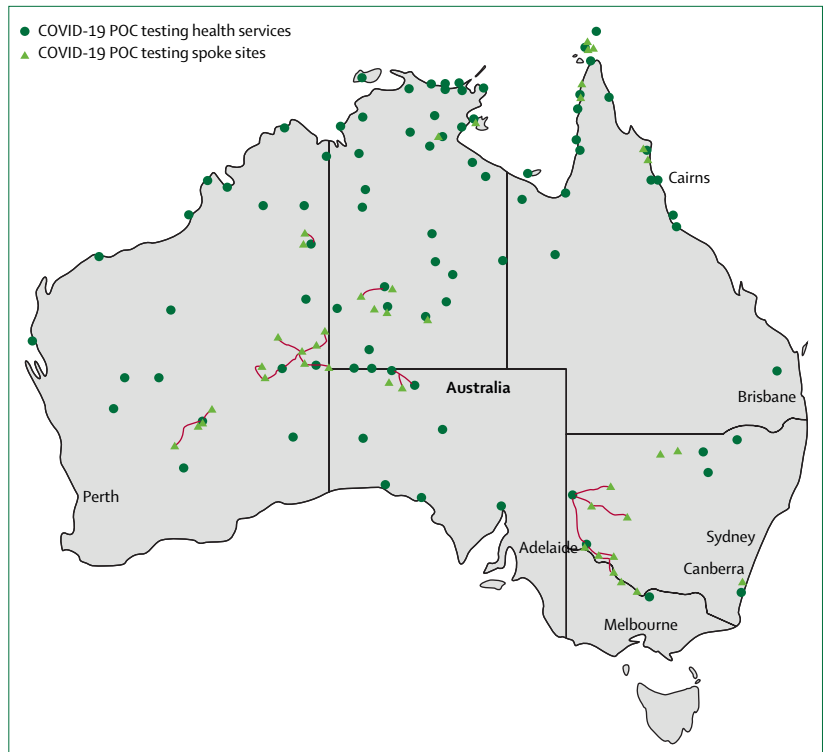 COVID-19 POC testing health services
COVID-19 POC testing spoke sites
Cairns
Australia
Brisbane
Perth
Sydney
Adelaide
Canberra
Melbourne